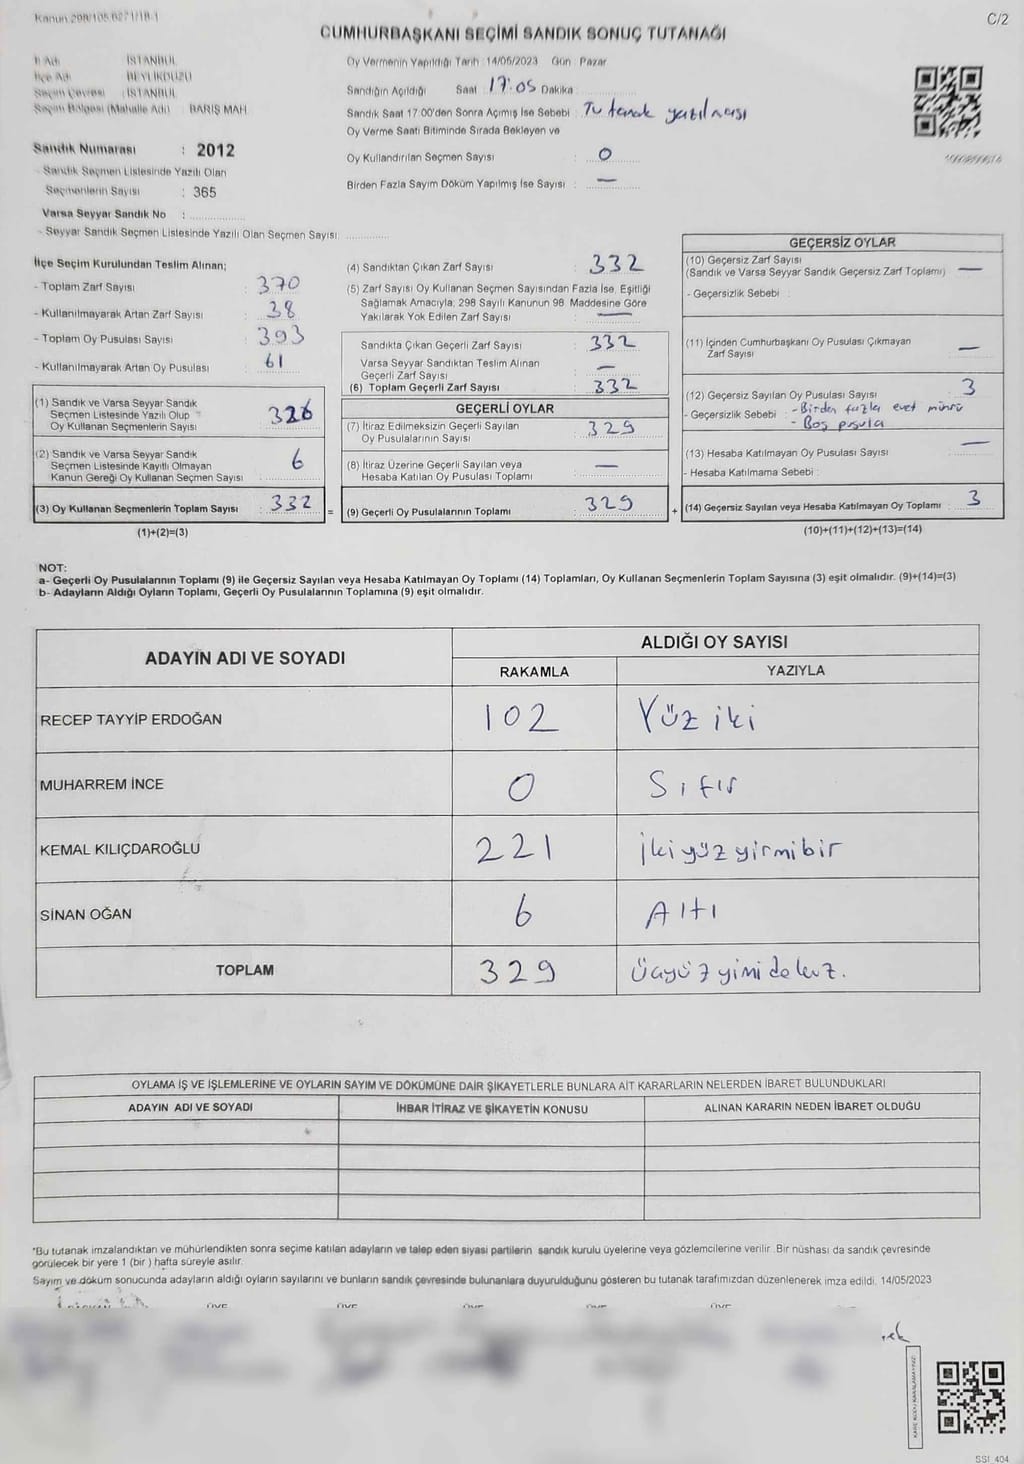 Kanun 298/105 6271/18-1
C/2
CUMHURBAŞKANI SEÇİMİ SANDIK SONUÇ TUTANAĞI
İl Adı : İSTANBUL
İlçe Adı : BEYLİKDÜZÜ
Seçim Çevresi : İSTANBUL
Seçim Bölgesi (Mahalle Adı) : BARIŞ MAH
Sandık Numarası : 2012
- Sandık Seçmen Listesinde Yazılı Olan
Seçmenlerin Sayısı : 365
Varsa Seyyar Sandık No :
- Seyyar Sandık Seçmen Listesinde Yazılı Olan Seçmen Sayısı:
Oy Vermenin Yapıldığı Tarih : 14/05/2023 Gün : Pazar
Sandığın Açıldığı Saat 17:05 Dakika
Sandık Saat 17.00'den Sonra Açımış İse Sebebi : Tutanak yazılması
Oy Verme Saati Bitiminde Sırada Bekleyen ve
Oy Kullandırılan Seçmen Sayısı : 0
Birden Fazla Sayım Döküm Yapılmış İse Sayısı : —
İlçe Seçim Kurulundan Teslim Alınan;
- Toplam Zarf Sayısı : 370
- Kullanılmayarak Artan Zarf Sayısı : 38
- Toplam Oy Pusulası Sayısı : 393
- Kullanılmayarak Artan Oy Pusulası : 61
(1) Sandık ve Varsa Seyyar Sandık
Seçmen Listesinde Yazılı Olup
Oy Kullanan Seçmenlerin Sayısı : 326
(2) Sandık ve Varsa Seyyar Sandık
Seçmen Listesinde Kayıtlı Olmayan
Kanun Gereği Oy Kullanan Seçmen Sayısı : 6
(3) Oy Kullanan Seçmenlerin Toplam Sayısı : 332
(1)+(2)=(3)
=
(4) Sandıktan Çıkan Zarf Sayısı : 332
(5) Zarf Sayısı Oy Kullanan Seçmen Sayısından Fazla İse, Eşitliği
Sağlamak Amacıyla; 298 Sayılı Kanunun 98. Maddesine Göre
Yakılarak Yok Edilen Zarf Sayısı : —
Sandıkta Çıkan Geçerli Zarf Sayısı : 332
Varsa Seyyar Sandıktan Teslim Alınan
Geçerli Zarf Sayısı : —
(6) Toplam Geçerli Zarf Sayısı : 332
GEÇERLİ OYLAR
(7) İtiraz Edilmeksizin Geçerli Sayılan
Oy Pusulalarının Sayısı : 329
(8) İtiraz Üzerine Geçerli Sayılan veya
Hesaba Katılan Oy Pusulası Toplamı : —
(9) Geçerli Oy Pusulalarının Toplamı : 329
+
GEÇERSİZ OYLAR
(10) Geçersiz Zarf Sayısı
(Sandık ve Varsa Seyyar Sandık Geçersiz Zarf Toplamı) : —
- Geçersizlik Sebebi :
(11) İçinden Cumhurbaşkanı Oy Pusulası Çıkmayan
Zarf Sayısı : —
(12) Geçersiz Sayılan Oy Pusulası Sayısı : 3
- Geçersizlik Sebebi : - Birden fazla evet mührü
- Boş pusula
(13) Hesaba Katılmayan Oy Pusulası Sayısı : —
- Hesaba Katılmama Sebebi :
(14) Geçersiz Sayılan veya Hesaba Katılmayan Oy Toplamı : 3
(10)+(11)+(12)+(13)=(14)
NOT:
a- Geçerli Oy Pusulalarının Toplamı (9) ile Geçersiz Sayılan veya Hesaba Katılmayan Oy Toplamı (14) Toplamları, Oy Kullanan Seçmenlerin Toplam Sayısına (3) eşit olmalıdır. (9)+(14)=(3)
b- Adayların Aldığı Oyların Toplamı, Geçerli Oy Pusulalarının Toplamına (9) eşit olmalıdır.
ADAYIN ADI VE SOYADI
ALDIĞI OY SAYISI
RAKAMLA
YAZIYLA
RECEP TAYYİP ERDOĞAN 102 Yüz iki
MUHARREM İNCE 0 Sıfır
KEMAL KILIÇDAROĞLU 221 İkiyüzyirmibir
SİNAN OĞAN 6 Altı
TOPLAM 329
OYLAMA İŞ VE İŞLEMLERİNE VE OYLARIN SAYIM VE DÖKÜMÜNE DAİR ŞİKAYETLERLE BUNLARA AİT KARARLARIN NELERDEN İBARET BULUNDUKLARI
ADAYIN ADI VE SOYADI
İHBAR İTİRAZ VE ŞİKAYETİN KONUSU
ALINAN KARARIN NEDEN İBARET OLDUĞU
*Bu tutanak imzalandıktan ve mühürlendikten sonra seçime katılan adayların ve talep eden siyasi partilerin sandık kurulu üyelerine veya gözlemcilerine verilir. Bir nüshası da sandık çevresinde
görülecek bir yere 1 (bir) hafta süreyle asılır.
Sayım ve döküm sonucunda adayların aldığı oyların sayılarını ve bunların sandık çevresinde bulunanlara duyurulduğunu gösteren bu tutanak tarafımızdan düzenlenerek imza edildi. 14/05/2023
ÜYE ÜYE ÜYE ÜYE ÜYE
KARE KODU KARALAMAYINIZ!
SSI_404